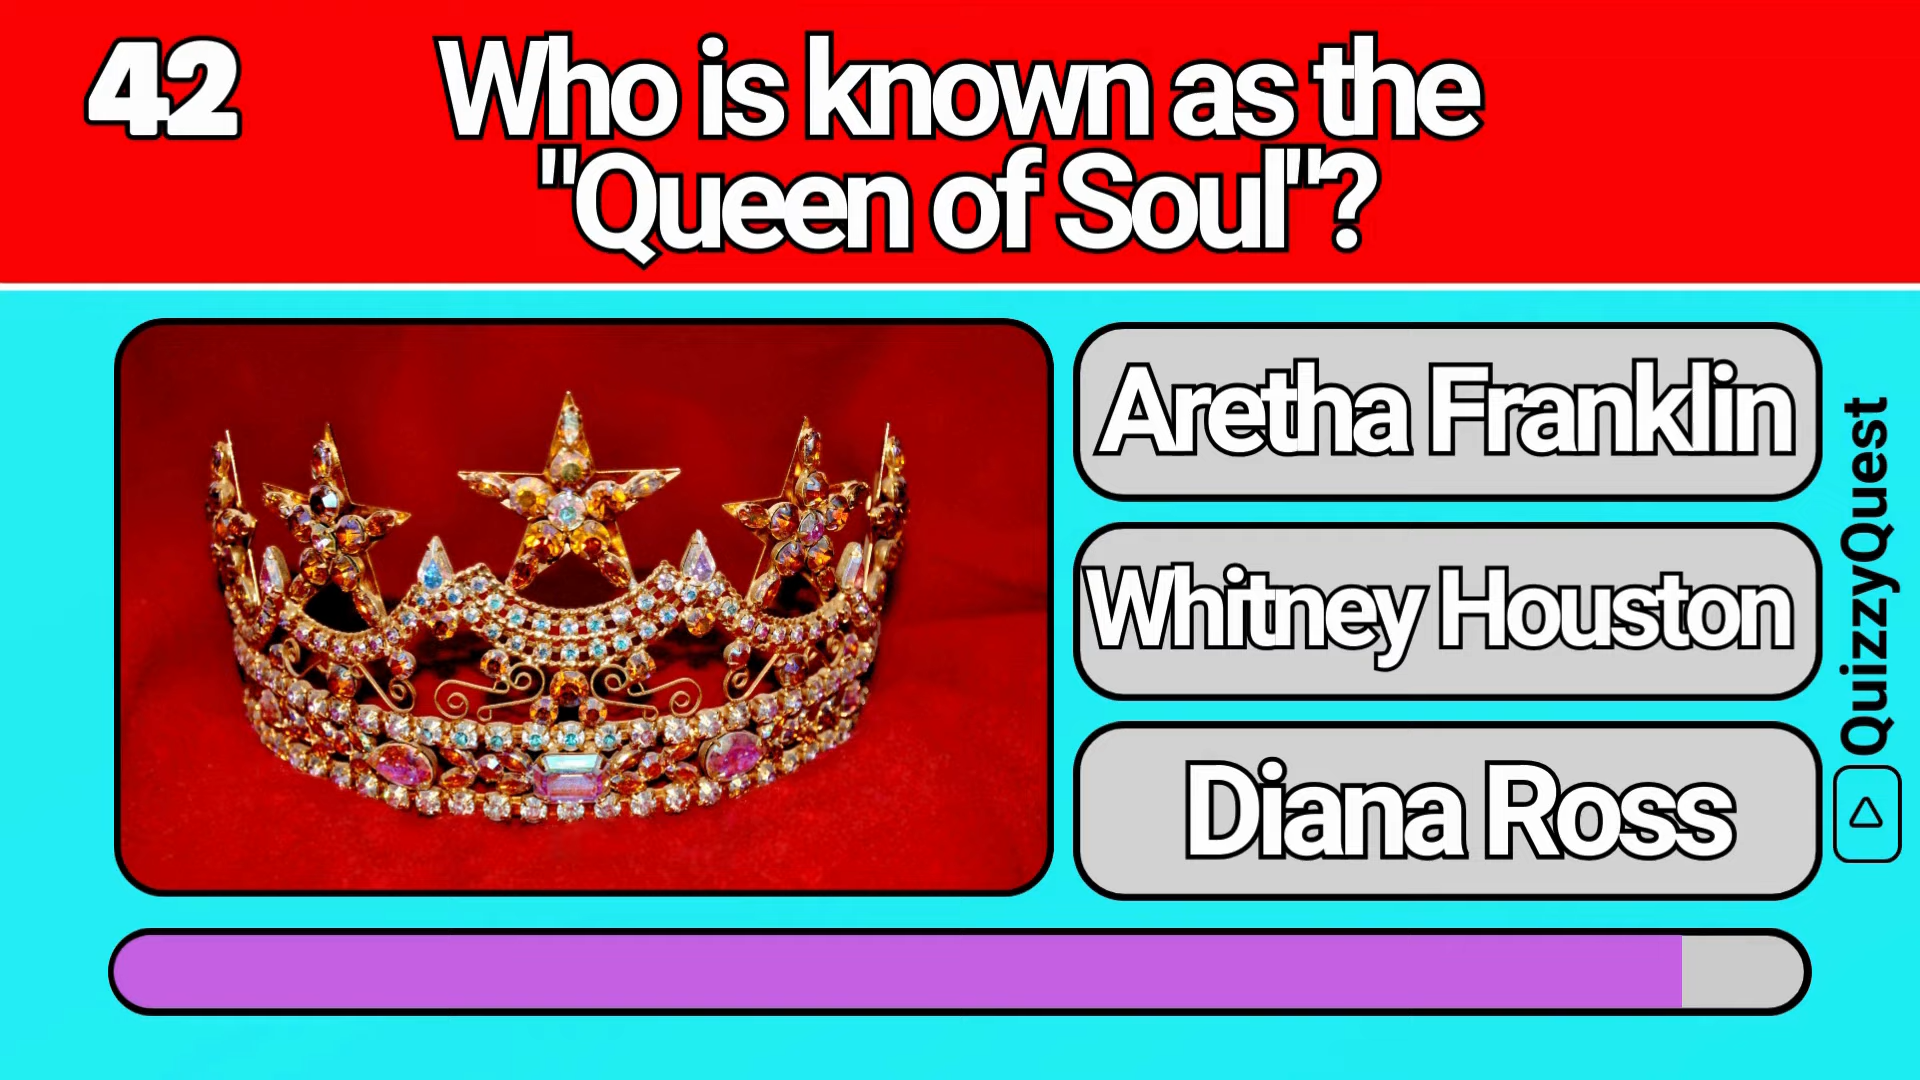 42
Who is known as the
"Queen of Soul"?
Aretha Franklin
Whitney Houston
Diana Ross
QuizzyQuest